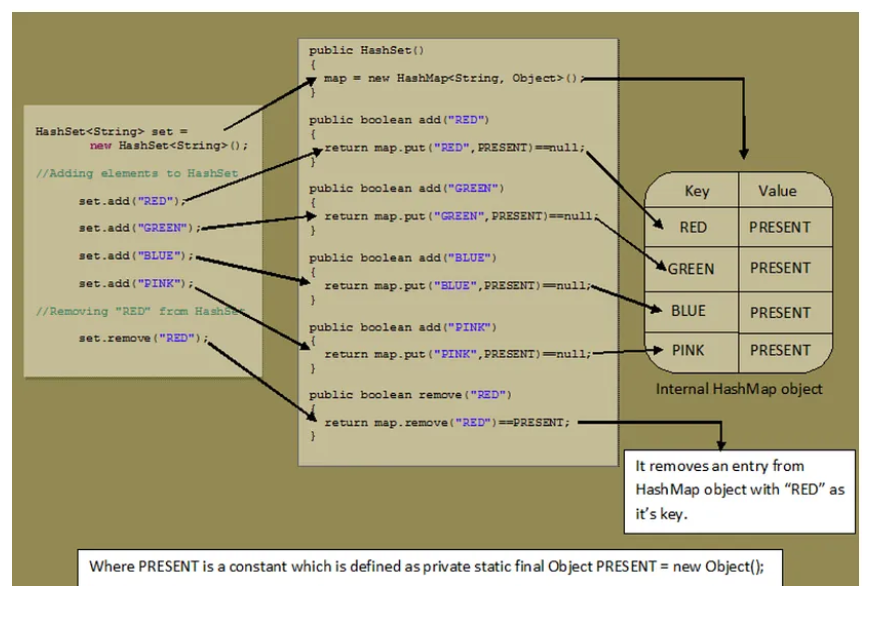 HashSet<String> set =
new HashSet<String>();
//Adding elements to HashSet
set.add("RED");
set.add("GREEN");
set.add("BLUE");
set.add("PINK");
//Removing "RED" from HashSet
set.remove("RED");
public HashSet()
{
map = new HashMap<String, Object>();
}
public boolean add("RED")
{
return map.put("RED",PRESENT)==null;
}
public boolean add("GREEN")
{
return map.put("GREEN",PRESENT)==null;
}
public boolean add("BLUE")
{
return map.put("BLUE",PRESENT)==null;
}
public boolean add("PINK")
{
return map.put("PINK",PRESENT)==null;
}
public boolean remove("RED")
{
return map.remove("RED")==PRESENT;
}
Key Value
RED PRESENT
GREEN PRESENT
BLUE PRESENT
PINK PRESENT
Internal HashMap object
It removes an entry from
HashMap object with “RED” as
it’s key.
Where PRESENT is a constant which is defined as private static final Object PRESENT = new Object();